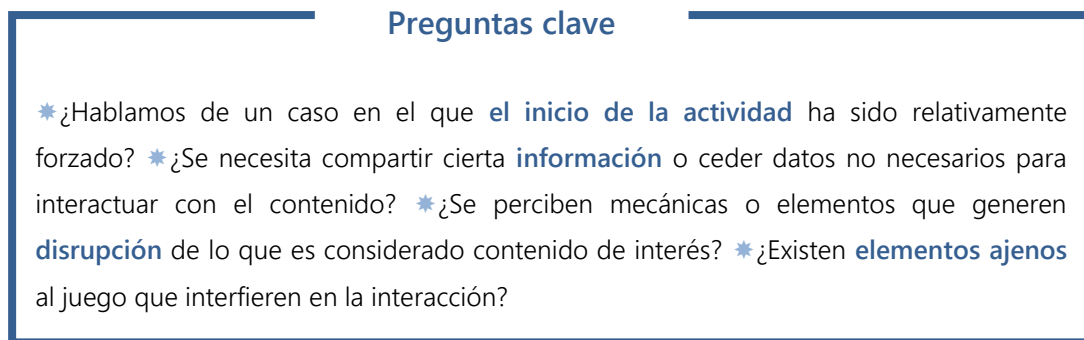 Preguntas clave
✷¿Hablamos de un caso en el que el inicio de la actividad ha sido relativamente
forzado? ✷¿Se necesita compartir cierta información o ceder datos no necesarios para
interactuar con el contenido? ✷¿Se perciben mecánicas o elementos que generen
disrupción de lo que es considerado contenido de interés? ✷¿Existen elementos ajenos
al juego que interfieren en la interacción?